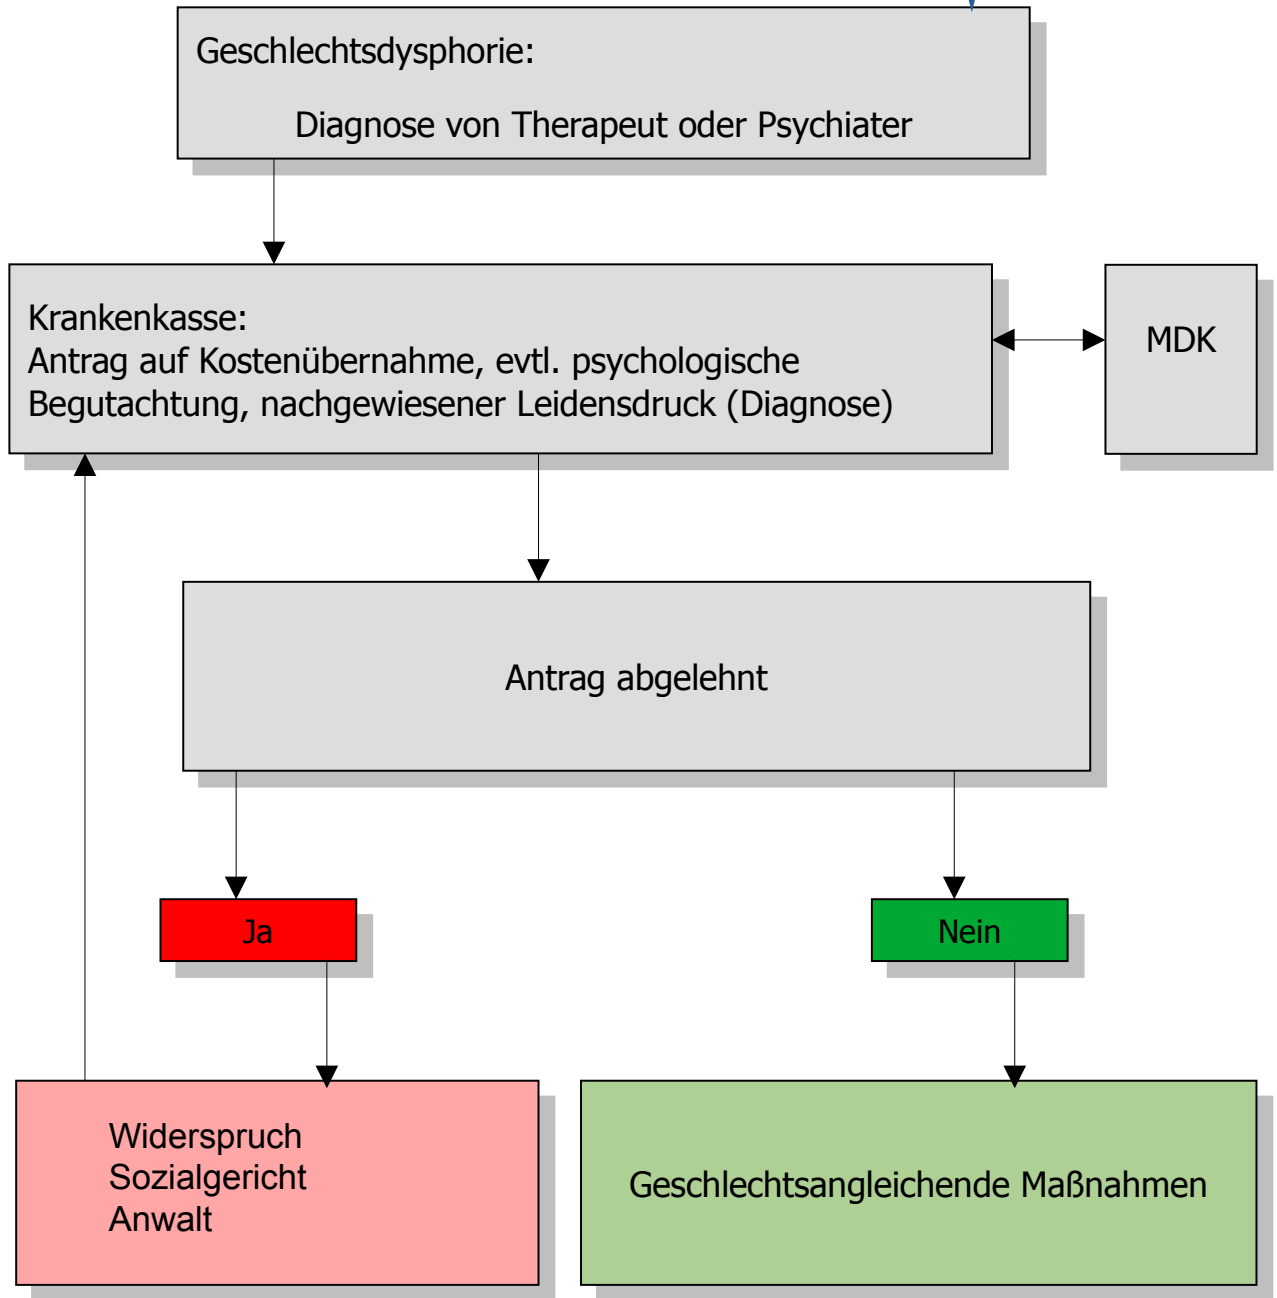 Geschlechtsdysphorie:
Diagnose von Therapeut oder Psychiater
Krankenkasse:
Antrag auf Kostenübernahme, evtl. psychologische
Begutachtung, nachgewiesener Leidensdruck (Diagnose)
MDK
Antrag abgelehnt
Ja
Nein
Widerspruch
Sozialgericht
Anwalt
Geschlechtsangleichende Maßnahmen